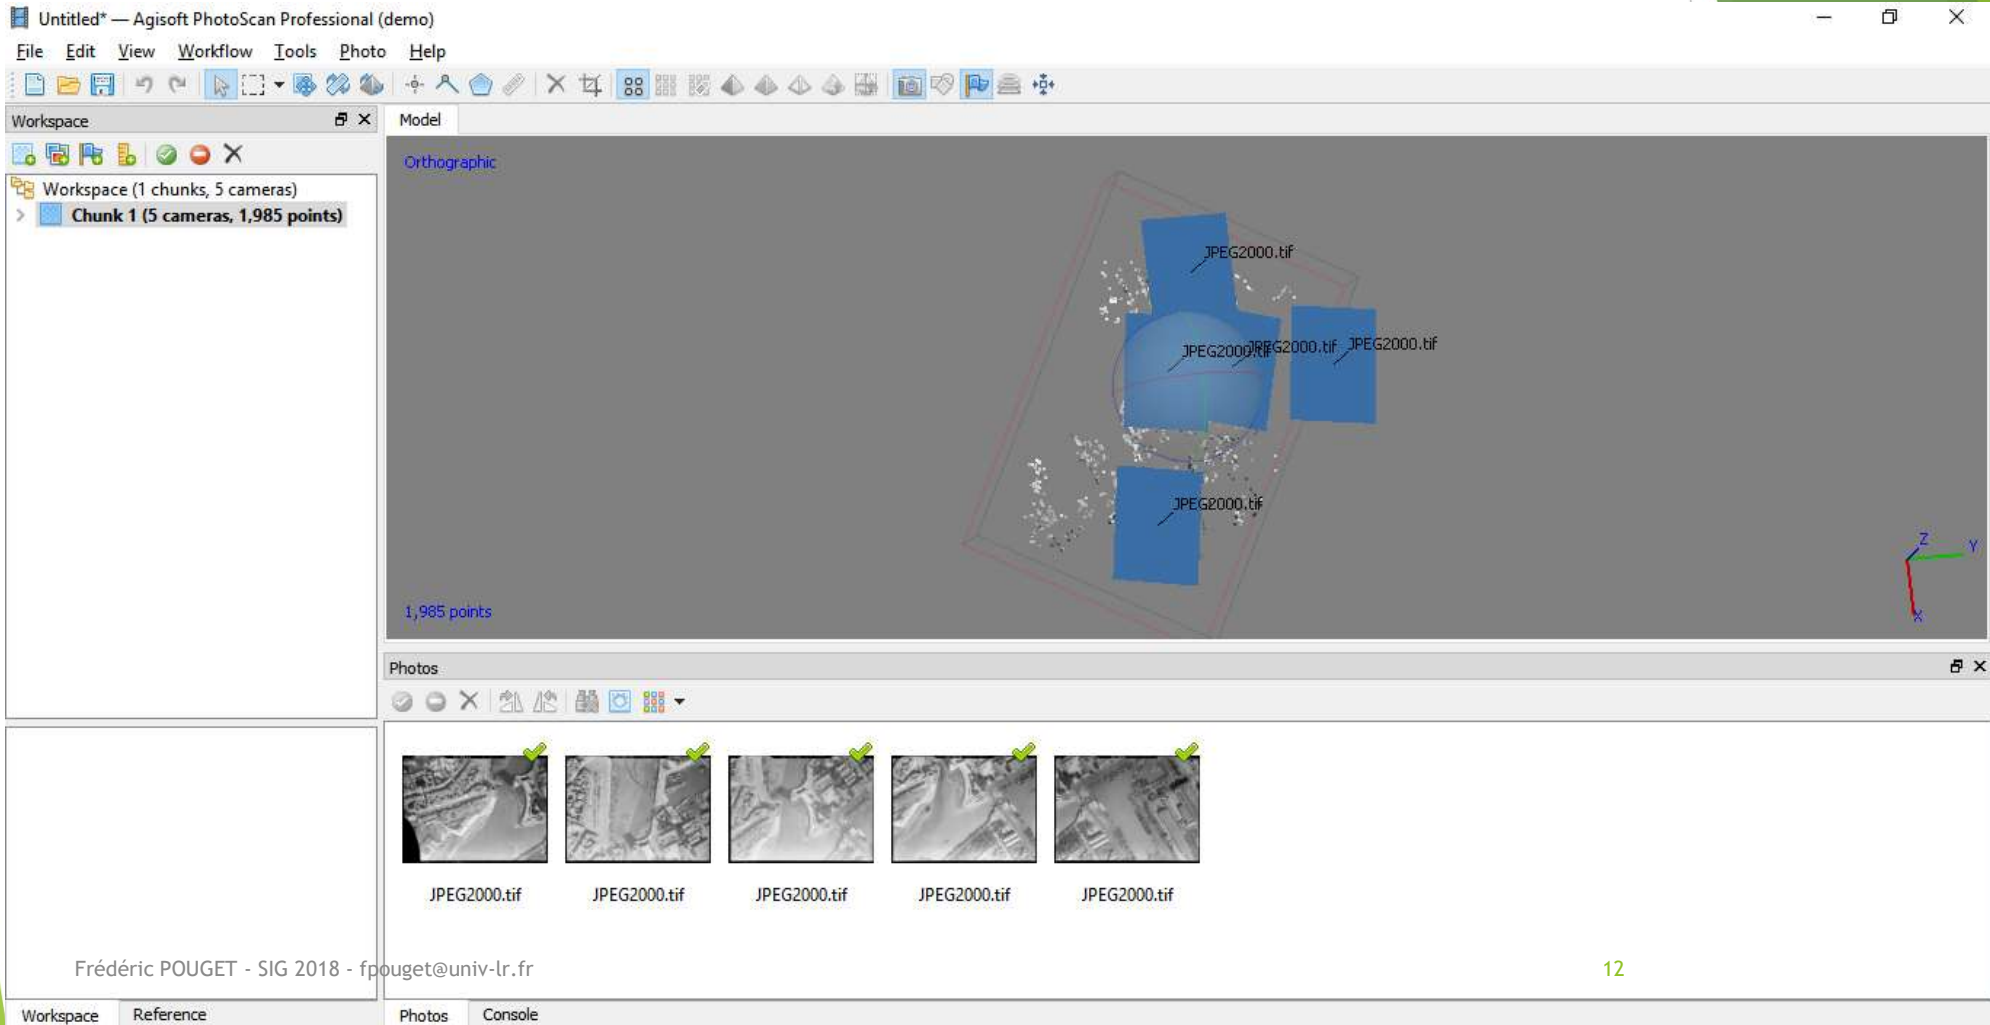 Untitled* — Agisoft PhotoScan Professional (demo)
File Edit View Workflow Tools Photo Help
Workspace
Model
Workspace (1 chunks, 5 cameras)
Chunk 1 (5 cameras, 1,985 points)
Orthographic
JPEG2000.tif
JPEG2000.tif
JPEG2000.tif
JPEG2000.tif
JPEG2000.tif
Z
Y
X
1,985 points
Photos
JPEG2000.tif JPEG2000.tif JPEG2000.tif JPEG2000.tif JPEG2000.tif
Frédéric POUGET - SIG 2018 - fpouget@univ-lr.fr
12
Workspace Reference
Photos Console